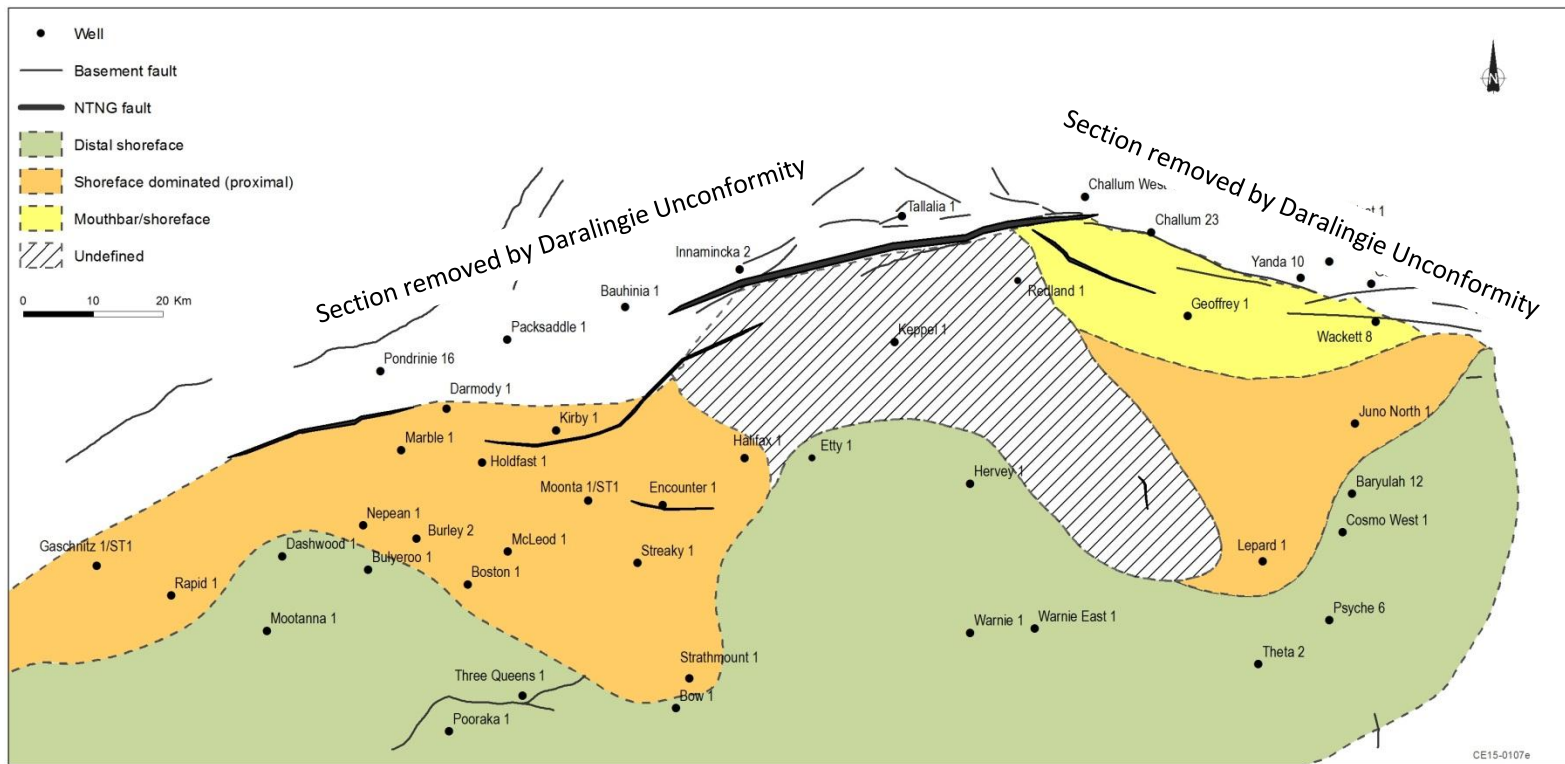 Well
Basement fault
NTNG fault
Distal shoreface
Shoreface dominated (proximal)
Mouthbar/shoreface
Undefined
0 10 20 Km
N
Section removed by Daralingie Unconformity
Section removed by Daralingie Unconformity
Challum West
Tallalia 1
Challum 23
Innamincka 2
Yanda 10
Bauhinia 1
Redland 1
Geoffrey 1
Packsaddle 1
Keppel 1
Wackett 8
Pondrinie 16
Darmody 1
Kirby 1
Juno North 1
Marble 1
Halifax 1
Etty 1
Holdfast 1
Hervey 1
Baryulah 12
Moonta 1/ST1
Encounter 1
Nepean 1
Cosmo West 1
Burley 2
Gaschnitz 1/ST1
Dashwood 1
McLeod 1
Bulyeroo 1
Streaky 1
Lepard 1
Rapid 1
Boston 1
Mootanna 1
Warnie 1
Warnie East 1
Psyche 6
Theta 2
Strathmount 1
Three Queens 1
Bow 1
Pooraka 1
CE15-0107e